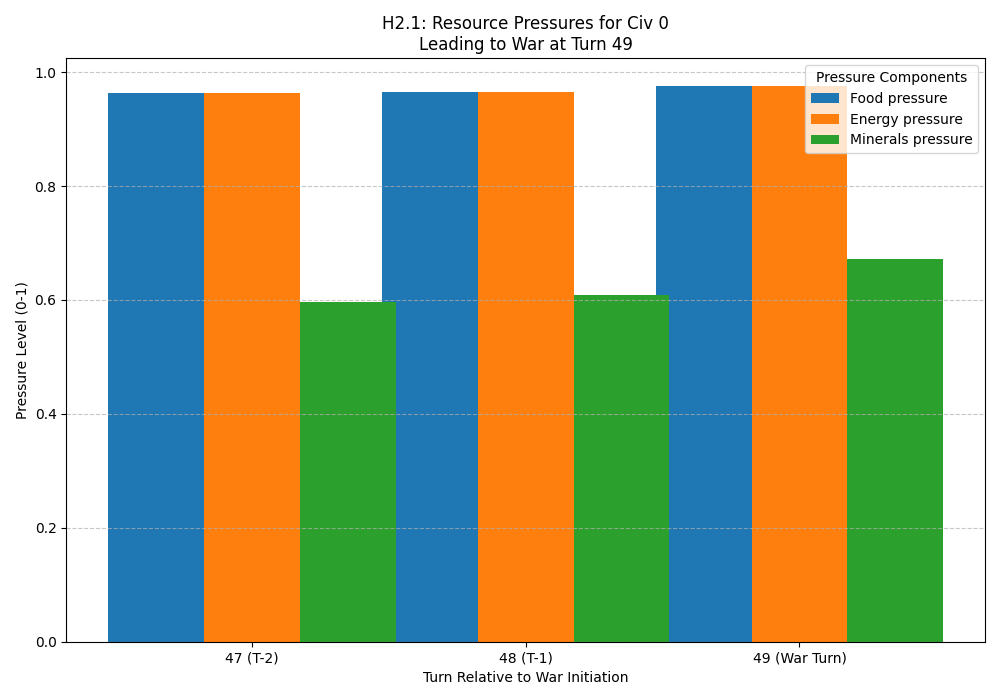 H2.1: Resource Pressures for Civ 0
Leading to War at Turn 49
Pressure Components
Food pressure
Energy pressure
Minerals pressure
Pressure Level (0-1)
1.0
0.8
0.6
0.4
0.2
0.0
47 (T-2)
48 (T-1)
49 (War Turn)
Turn Relative to War Initiation